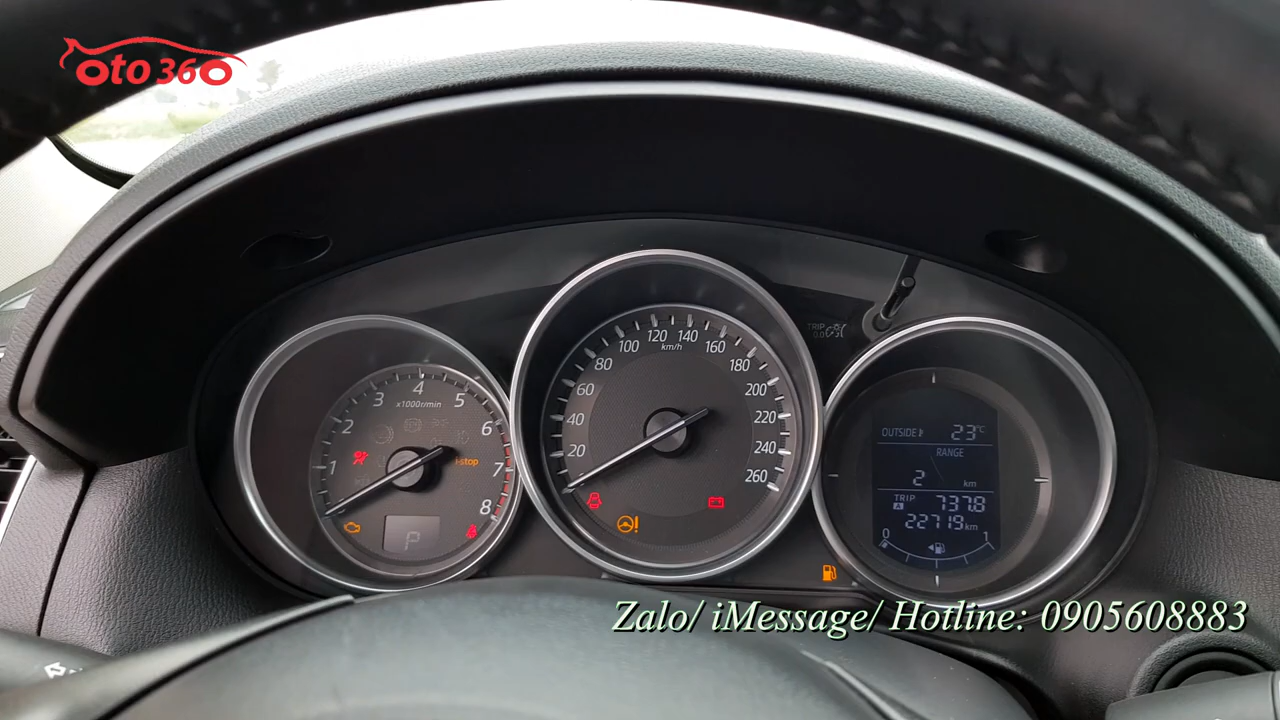 oto360
120 140
100 km/h 160
80 180
60 200
40 220
20 240
260
TRIP
4
3 5
x1000r/min
2 6
1 7
8
i-stop
P
OUTSIDE 23°C
RANGE
2 km
TRIP
A 737.8
22719km
0 1
Zalo/ iMessage/ Hotline: 0905608883